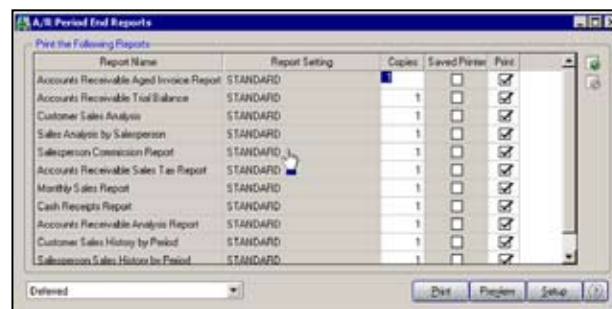 A/R Period End Reports
Print the Following Reports
Report Name Report Setting Copies Saved Printer Print
Accounts Receivable Aged Invoice Report STANDARD 1
Accounts Receivable Trial Balance STANDARD 1
Customer Sales Analysis STANDARD 1
Sales Analysis by Salesperson STANDARD 1
Salesperson Commission Report STANDARD 1
Accounts Receivable Sales Tax Report STANDARD 1
Monthly Sales Report STANDARD 1
Cash Receipts Report STANDARD 1
Accounts Receivable Analysis Report STANDARD 1
Customer Sales History by Period STANDARD 1
Salesperson Sales History by Period STANDARD 1
Deferred Print Preview Setup ?